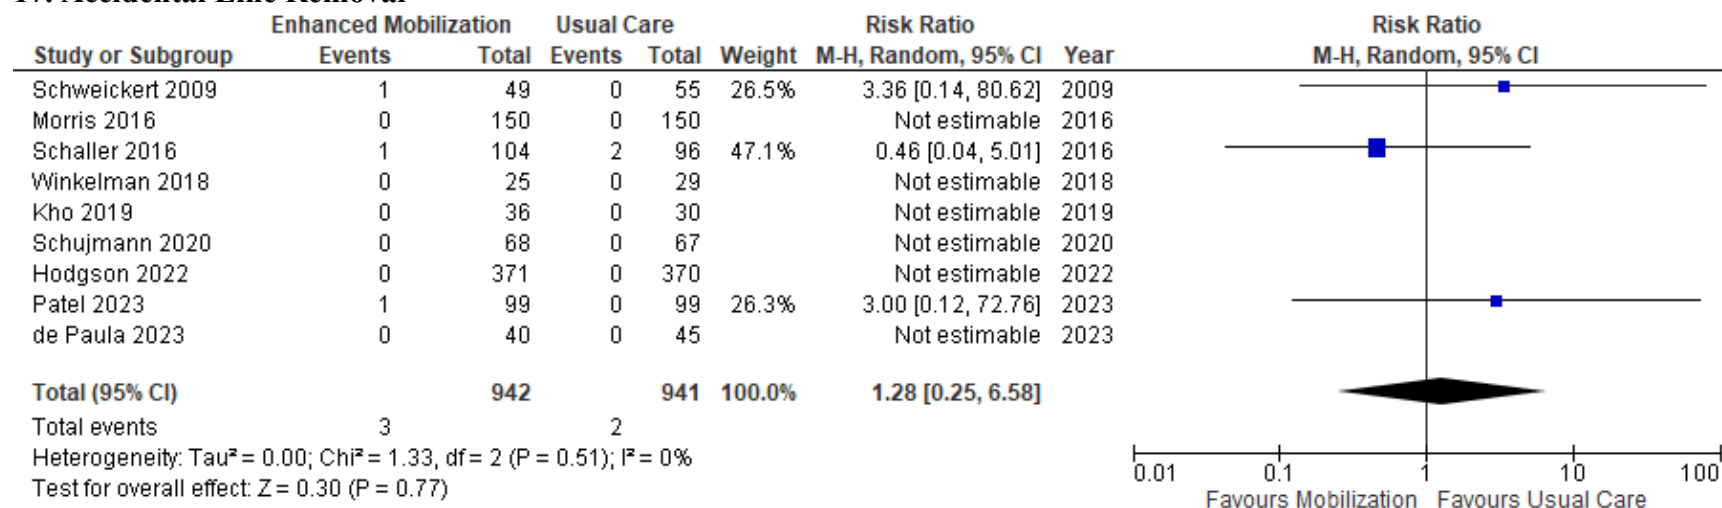 17. Accidental Line Removal
Enhanced Mobilization Usual Care Risk Ratio Risk Ratio
Study or Subgroup Events Total Events Total Weight M-H, Random, 95% CI Year M-H, Random, 95% CI
Schweickert 2009 1 49 0 55 26.5% 3.36 [0.14, 80.62] 2009
Morris 2016 0 150 0 150 Not estimable 2016
Schaller 2016 1 104 2 96 47.1% 0.46 [0.04, 5.01] 2016
Winkelman 2018 0 25 0 29 Not estimable 2018
Kho 2019 0 36 0 30 Not estimable 2019
Schujmann 2020 0 68 0 67 Not estimable 2020
Hodgson 2022 0 371 0 370 Not estimable 2022
Patel 2023 1 99 0 99 26.3% 3.00 [0.12, 72.76] 2023
de Paula 2023 0 40 0 45 Not estimable 2023
Total (95% CI) 942 941 100.0% 1.28 [0.25, 6.58]
Total events 3 2
Heterogeneity: Tau² = 0.00; Chi² = 1.33, df = 2 (P = 0.51); I² = 0%
Test for overall effect: Z = 0.30 (P = 0.77)
0.01 0.1 1 10 100
Favours Mobilization Favours Usual Care